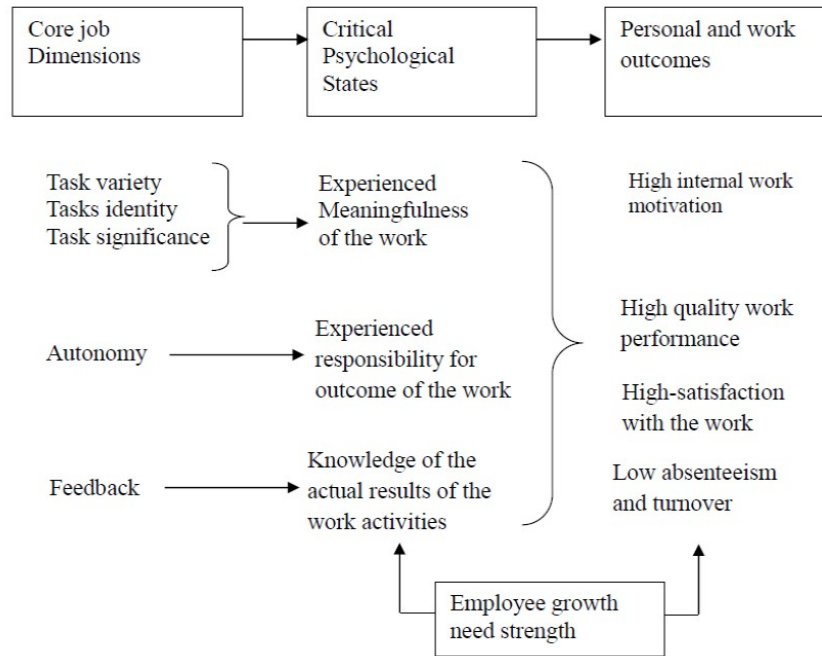 Core job
Dimensions
Critical
Psychological
States
Personal and work
outcomes
Task variety
Tasks identity
Task significance
Experienced
Meaningfulness
of the work
High internal work
motivation
Autonomy
Experienced
responsibility for
outcome of the work
High quality work
performance
High-satisfaction
with the work
Feedback
Knowledge of the
actual results of the
work activities
Low absenteeism
and turnover
Employee growth
need strength